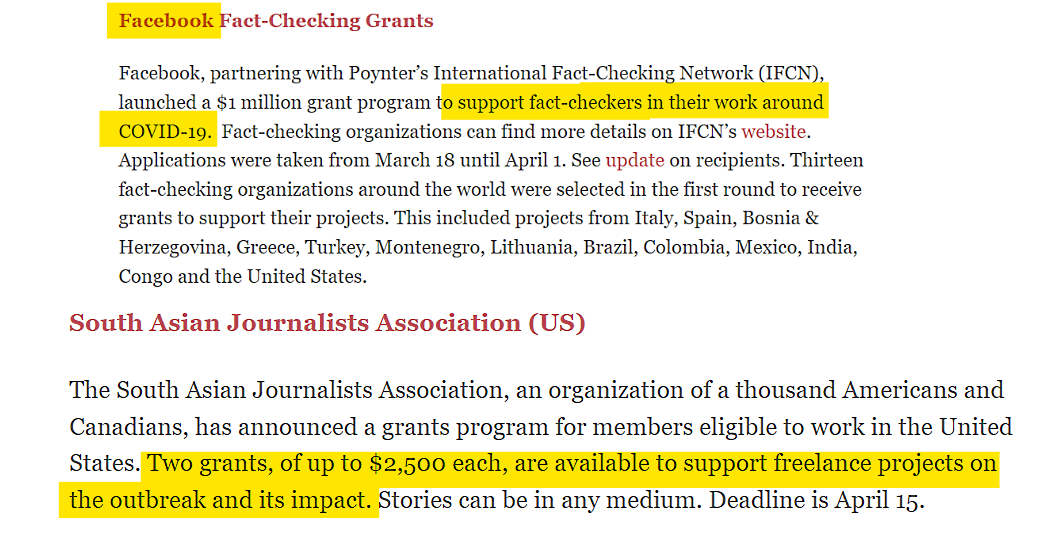 Facebook Fact-Checking Grants
Facebook, partnering with Poynter’s International Fact-Checking Network (IFCN),
launched a $1 million grant program to support fact-checkers in their work around
COVID-19. Fact-checking organizations can find more details on IFCN’s website.
Applications were taken from March 18 until April 1. See update on recipients. Thirteen
fact-checking organizations around the world were selected in the first round to receive
grants to support their projects. This included projects from Italy, Spain, Bosnia &
Herzegovina, Greece, Turkey, Montenegro, Lithuania, Brazil, Colombia, Mexico, India,
Congo and the United States.
South Asian Journalists Association (US)
The South Asian Journalists Association, an organization of a thousand Americans and
Canadians, has announced a grants program for members eligible to work in the United
States. Two grants, of up to $2,500 each, are available to support freelance projects on
the outbreak and its impact. Stories can be in any medium. Deadline is April 15.